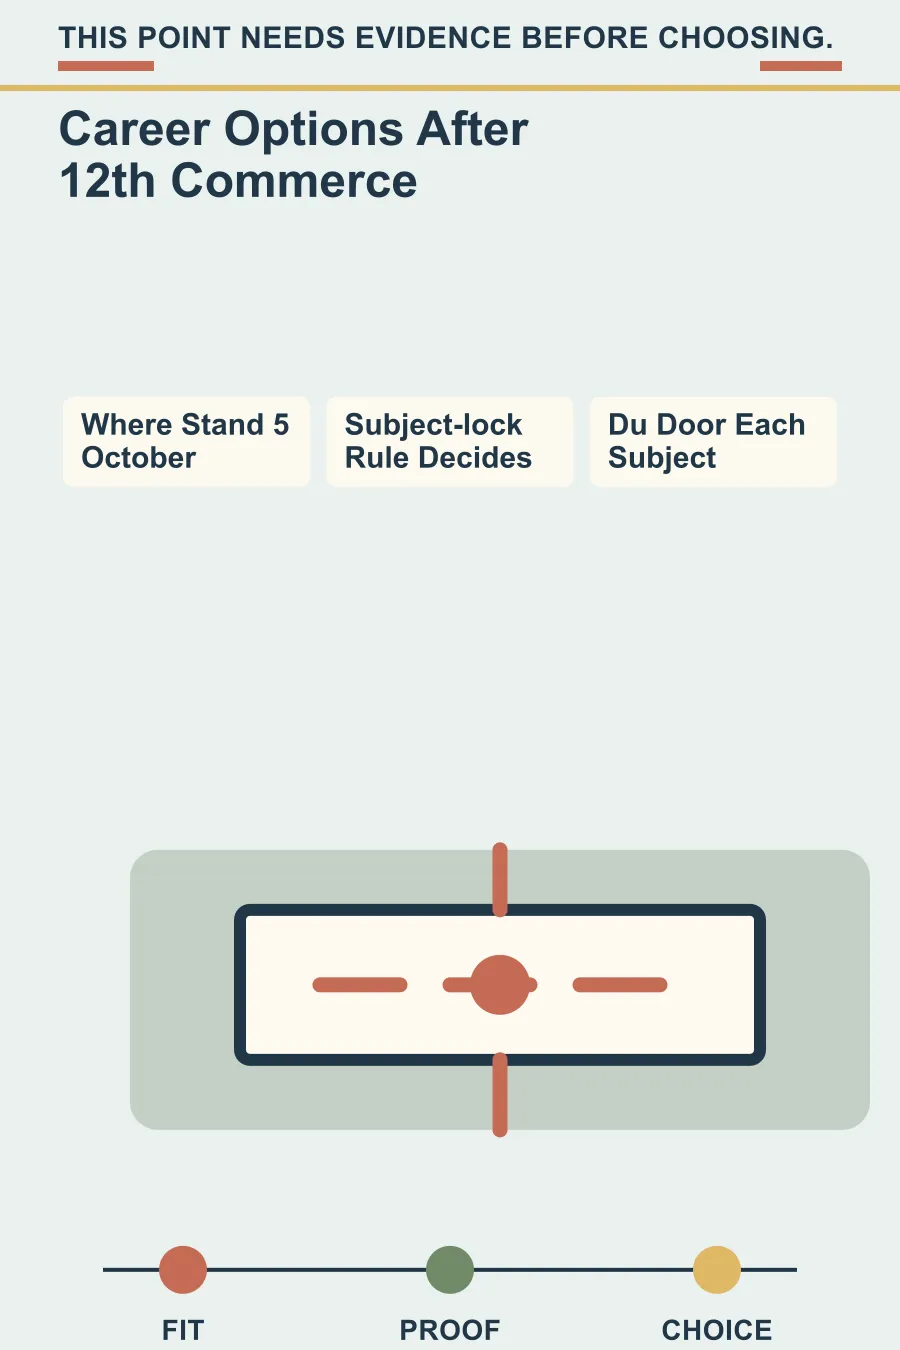 THIS POINT NEEDS EVIDENCE BEFORE CHOOSING.
Career Options After
12th Commerce
Where Stand 5
October
Subject-lock
Rule Decides
Du Door Each
Subject
FIT
PROOF
CHOICE